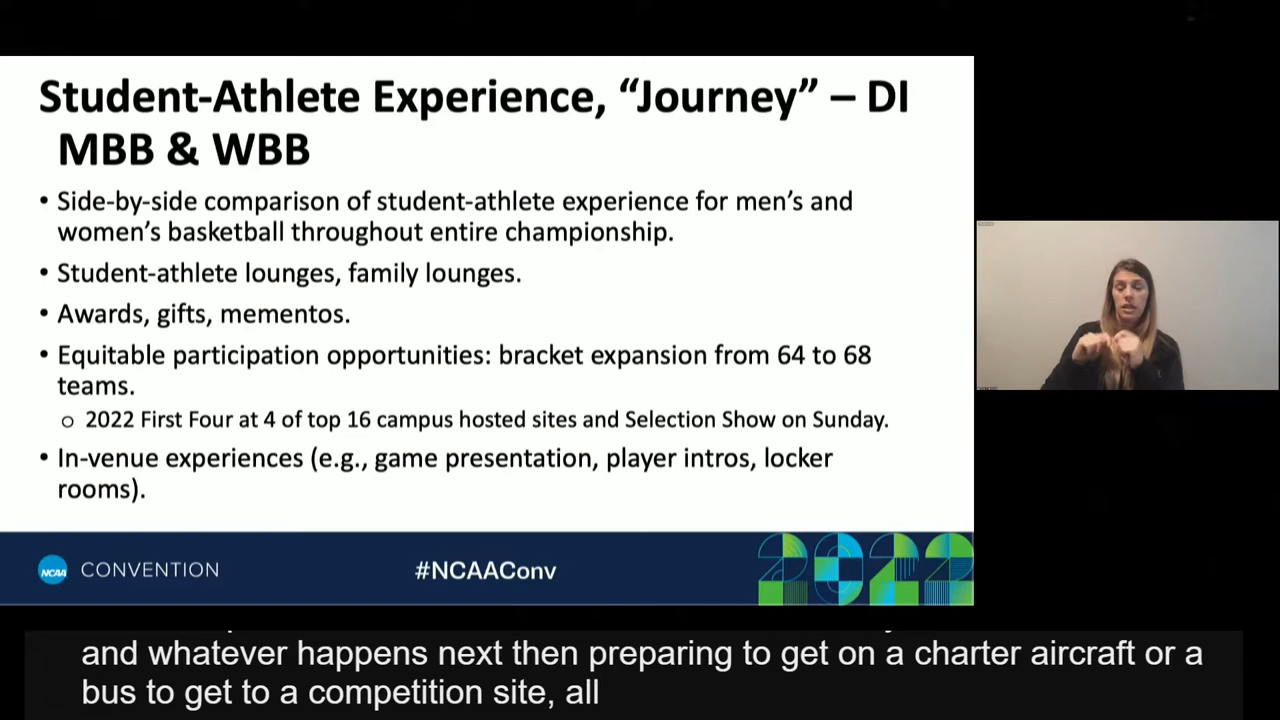 Student-Athlete Experience, “Journey” – DI
MBB & WBB
• Side-by-side comparison of student-athlete experience for men’s and
women’s basketball throughout entire championship.
• Student-athlete lounges, family lounges.
• Awards, gifts, mementos.
• Equitable participation opportunities: bracket expansion from 64 to 68
teams.
o 2022 First Four at 4 of top 16 campus hosted sites and Selection Show on Sunday.
• In-venue experiences (e.g., game presentation, player intros, locker
rooms).
NCAA CONVENTION
#NCAAConv
2022
and whatever happens next then preparing to get on a charter aircraft or a
bus to get to a competition site, all